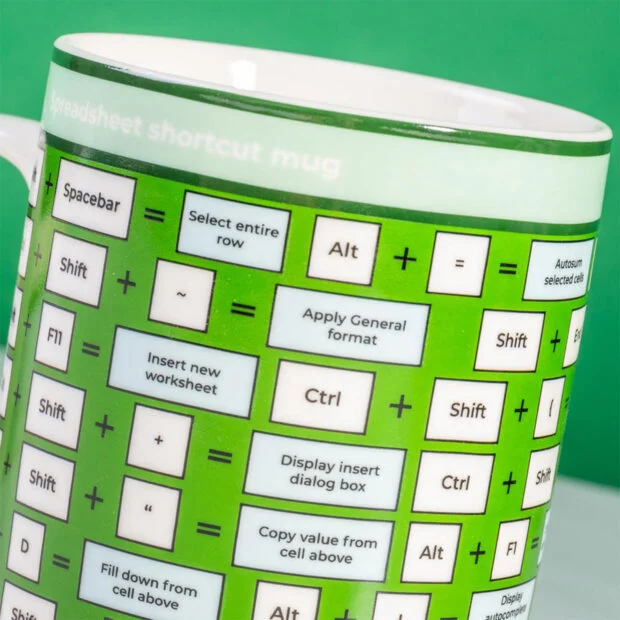 spreadsheet shortcut mug
+ Spacebar = Select entire row Alt + = = Autosum selected cells
Shift + ~ = Apply General format Shift +
F11 = Insert new worksheet Ctrl + Shift + (
Shift + + = Display insert dialog box Ctrl + Shift
Shift + “ = Copy value from cell above Alt + F1 =
D = Fill down from cell above Alt + Display autocomplete
Shift